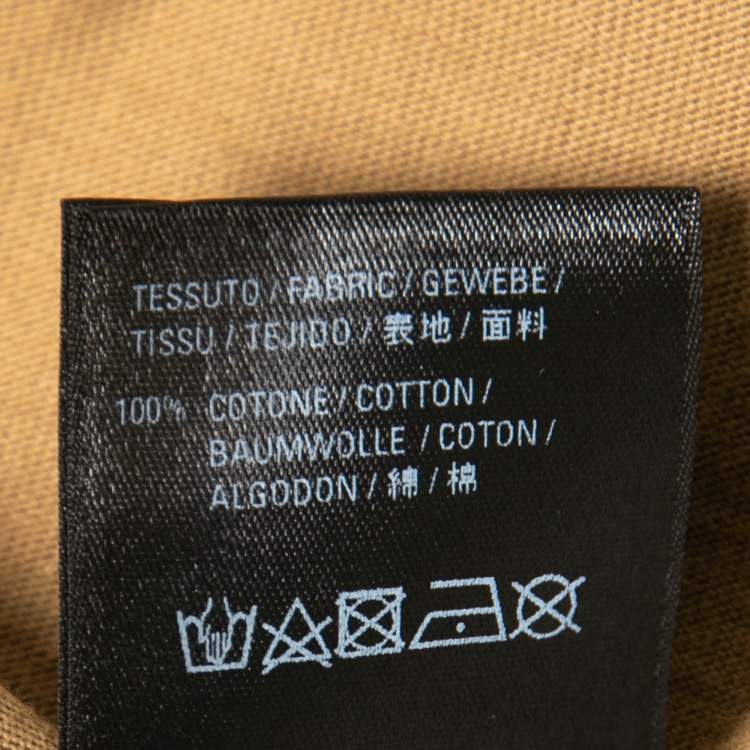 TESSUTO / FABRIC / GEWEBE /
TISSU / TEJIDO / 表地 / 面料
100% COTONE / COTTON /
BAUMWOLLE / COTON /
ALGODON / 綿 / 棉